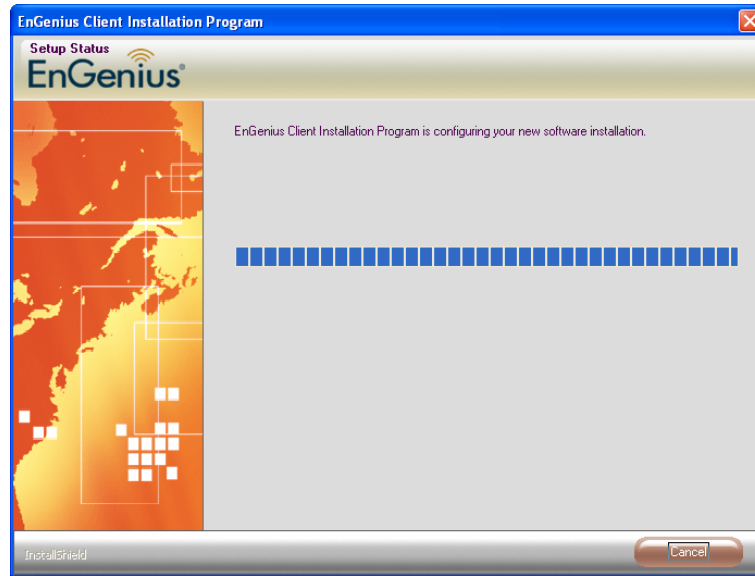 EnGenius Client Installation Program
Setup Status
EnGenius®
EnGenius Client Installation Program is configuring your new software installation.
InstallShield
Cancel